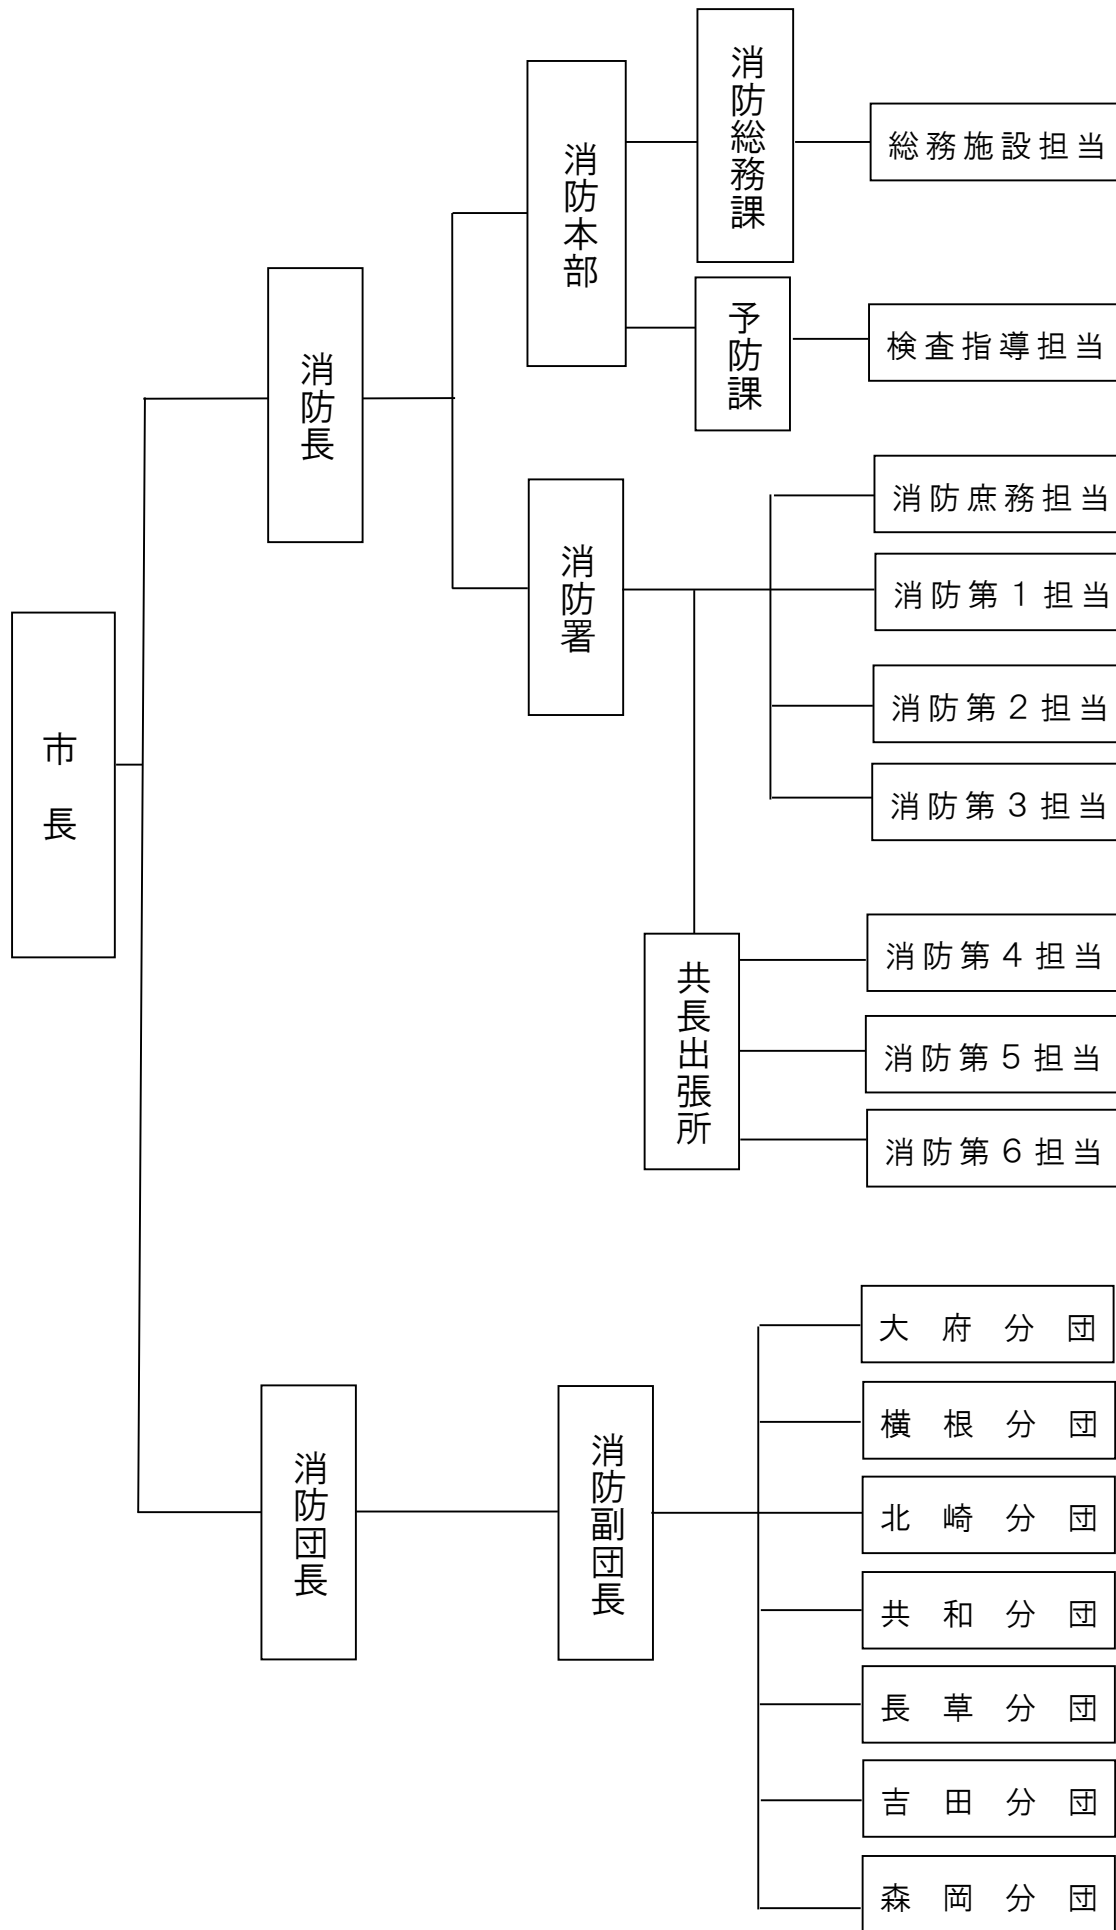 市長
消防長
消防本部
消防総務課
総務施設担当
予防課
検査指導担当
消防署
消防庶務担当
消防第１担当
消防第２担当
消防第３担当
共長出張所
消防第４担当
消防第５担当
消防第６担当
消防団長
消防副団長
大府分団
横根分団
北崎分団
共和分団
長草分団
吉田分団
森岡分団